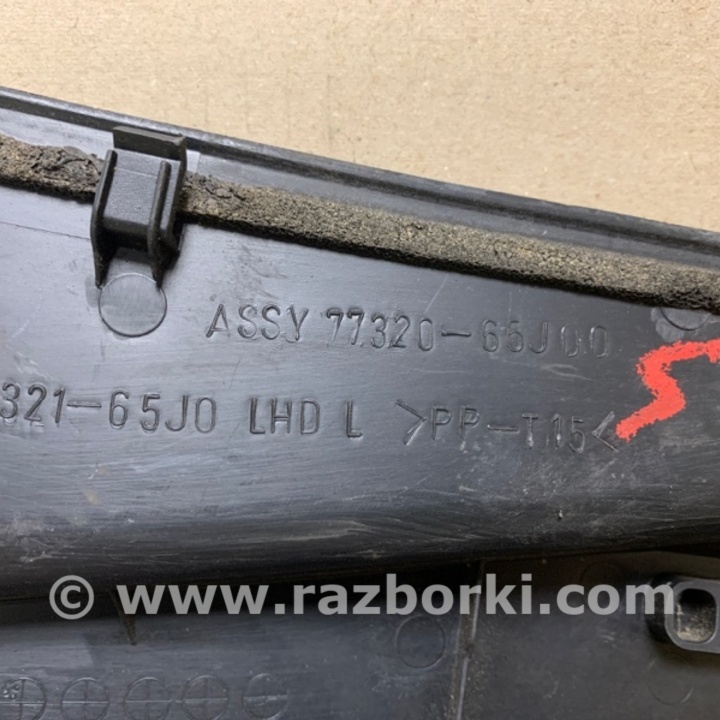 ASSY 77320-65J00
321-65J0 LHD L >PP-T15<
© www.razborki.com